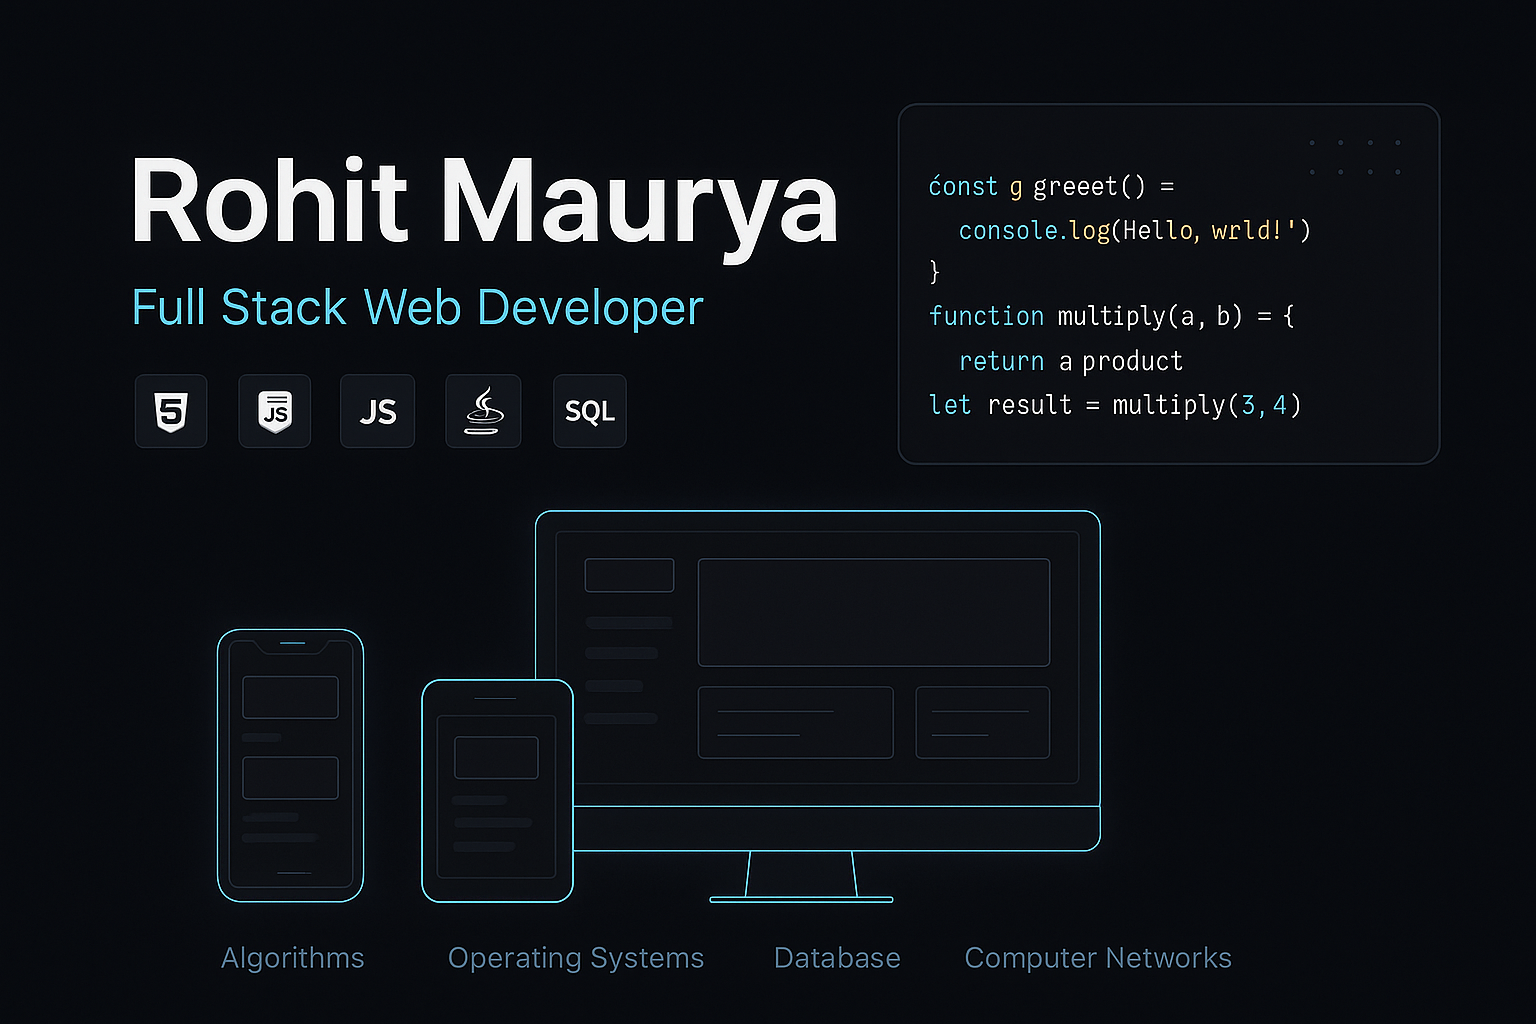 Rohit Maurya
Full Stack Web Developer
5
JS
JS
SQL
ćonst g greeet() =
console.log(Hello, wrld!')
}
function multiply(a, b) = {
return a product
let result = multiply(3,4)
Algorithms
Operating Systems
Database
Computer Networks